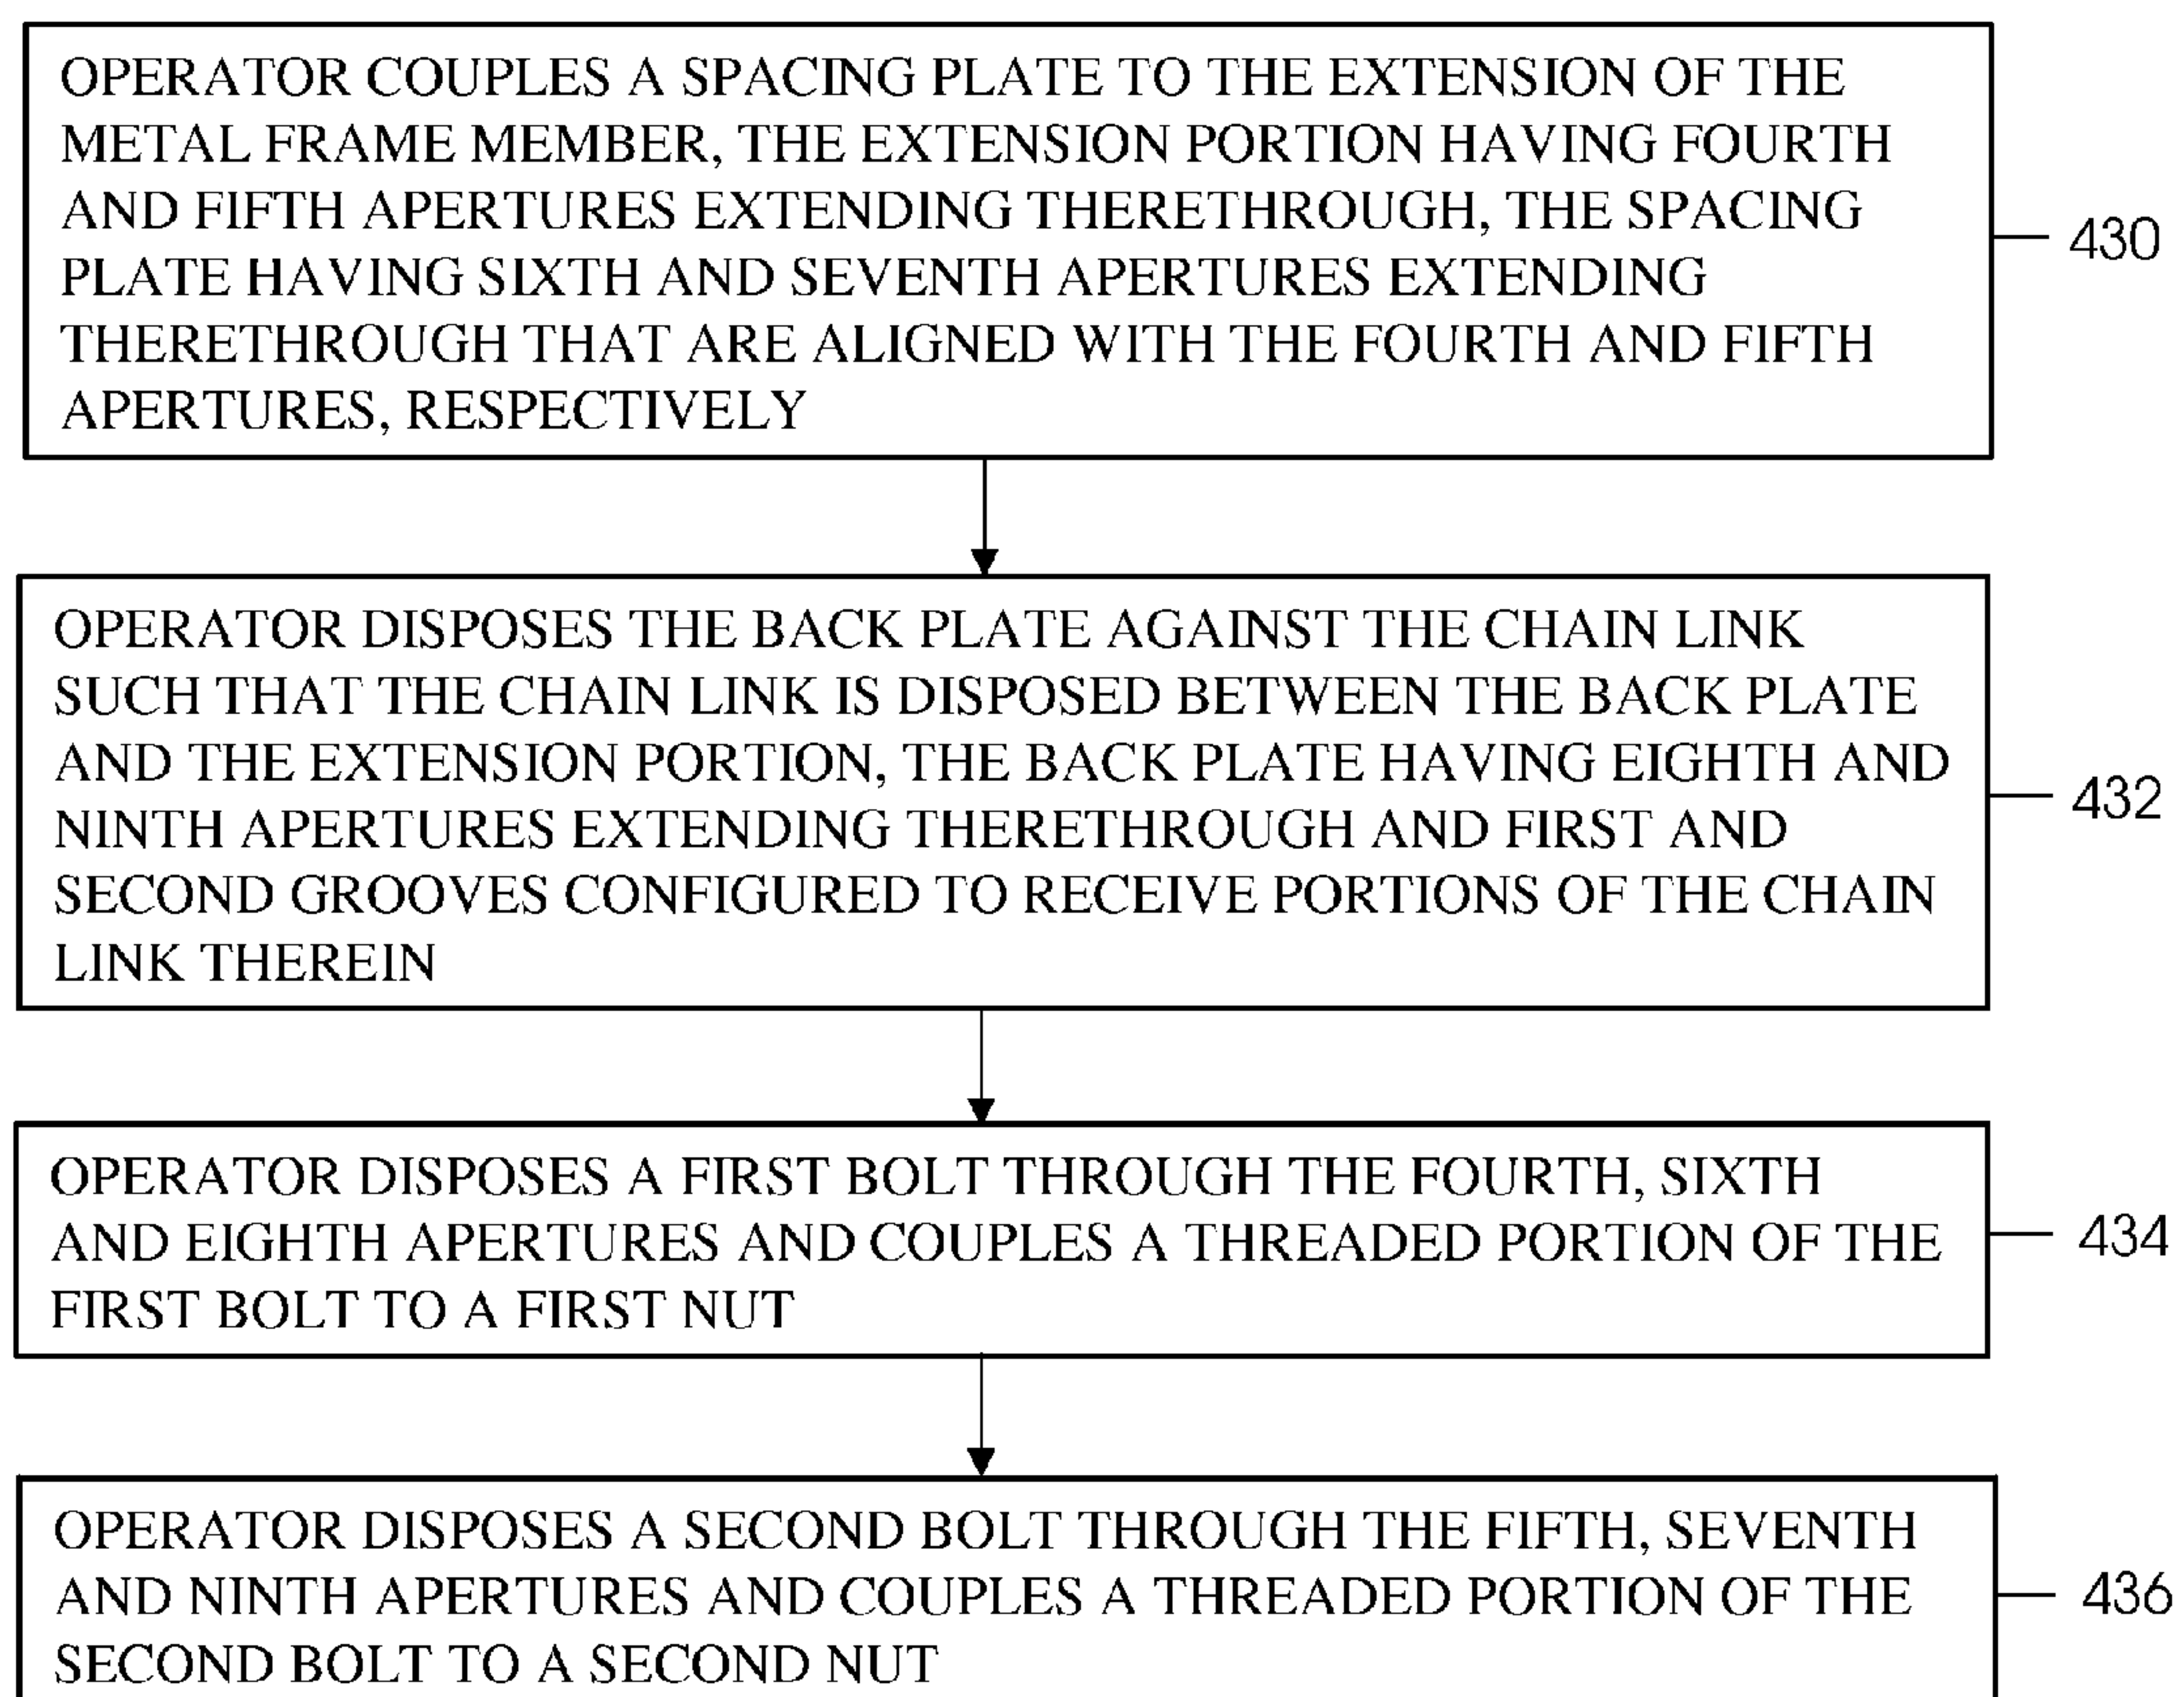 OPERATOR COUPLES A SPACING PLATE TO THE EXTENSION OF THE
METAL FRAME MEMBER, THE EXTENSION PORTION HAVING FOURTH
AND FIFTH APERTURES EXTENDING THERETHROUGH, THE SPACING
PLATE HAVING SIXTH AND SEVENTH APERTURES EXTENDING
THERETHROUGH THAT ARE ALIGNED WITH THE FOURTH AND FIFTH
APERTURES, RESPECTIVELY
430
OPERATOR DISPOSES THE BACK PLATE AGAINST THE CHAIN LINK
SUCH THAT THE CHAIN LINK IS DISPOSED BETWEEN THE BACK PLATE
AND THE EXTENSION PORTION, THE BACK PLATE HAVING EIGHTH AND
NINTH APERTURES EXTENDING THERETHROUGH AND FIRST AND
SECOND GROOVES CONFIGURED TO RECEIVE PORTIONS OF THE CHAIN
LINK THEREIN
432
OPERATOR DISPOSES A FIRST BOLT THROUGH THE FOURTH, SIXTH
AND EIGHTH APERTURES AND COUPLES A THREADED PORTION OF THE
FIRST BOLT TO A FIRST NUT
434
OPERATOR DISPOSES A SECOND BOLT THROUGH THE FIFTH, SEVENTH
AND NINTH APERTURES AND COUPLES A THREADED PORTION OF THE
SECOND BOLT TO A SECOND NUT
436